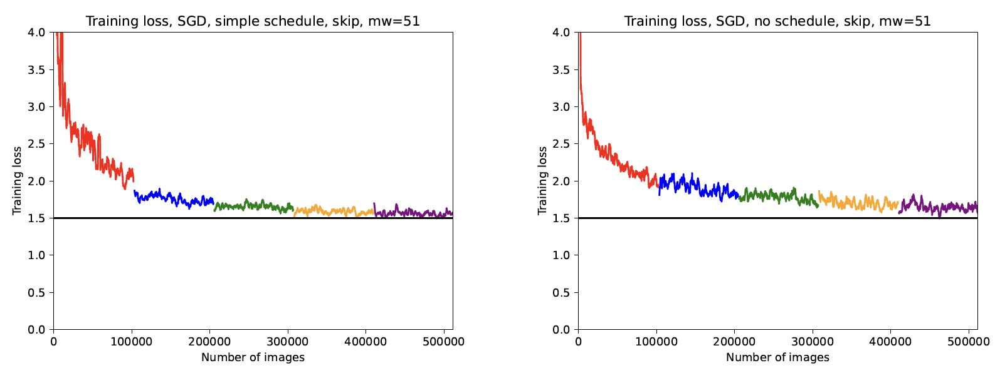 Training loss, SGD, simple schedule, skip, mw=51
4.0
3.5
3.0
2.5
2.0
1.5
1.0
0.5
0.0
Training loss
0 100000 200000 300000 400000 500000
Number of images
Training loss, SGD, no schedule, skip, mw=51
4.0
3.5
3.0
2.5
2.0
1.5
1.0
0.5
0.0
Training loss
0 100000 200000 300000 400000 500000
Number of images